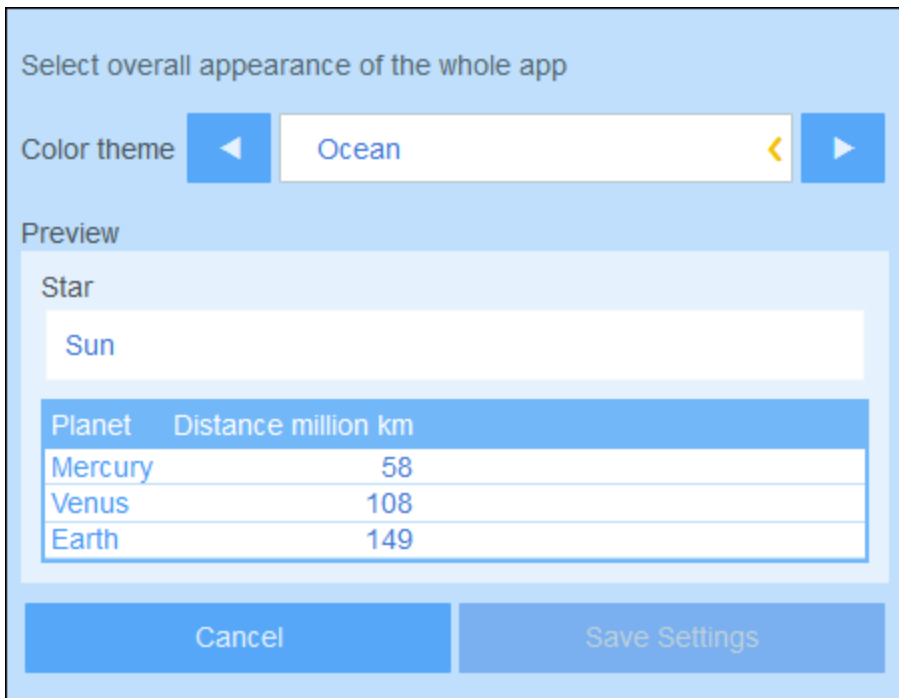 Select overall appearance of the whole app
Color theme
Ocean
Preview
Star
Sun
Planet Distance million km
Mercury 58
Venus 108
Earth 149
Cancel Save Settings